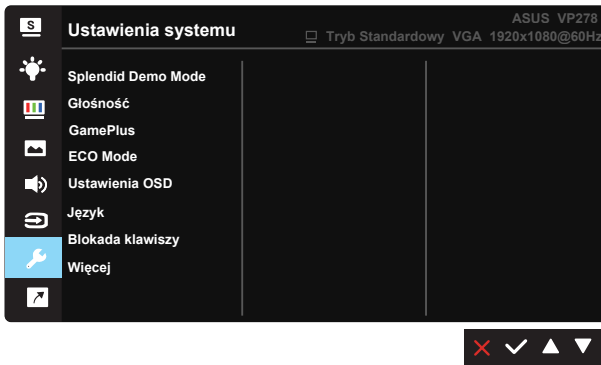 S
Ustawienia systemu
ASUS VP278
Tryb Standardowy VGA 1920x1080@60Hz
Splendid Demo Mode
Głośność
GamePlus
ECO Mode
Ustawienia OSD
Język
Blokada klawiszy
Więcej